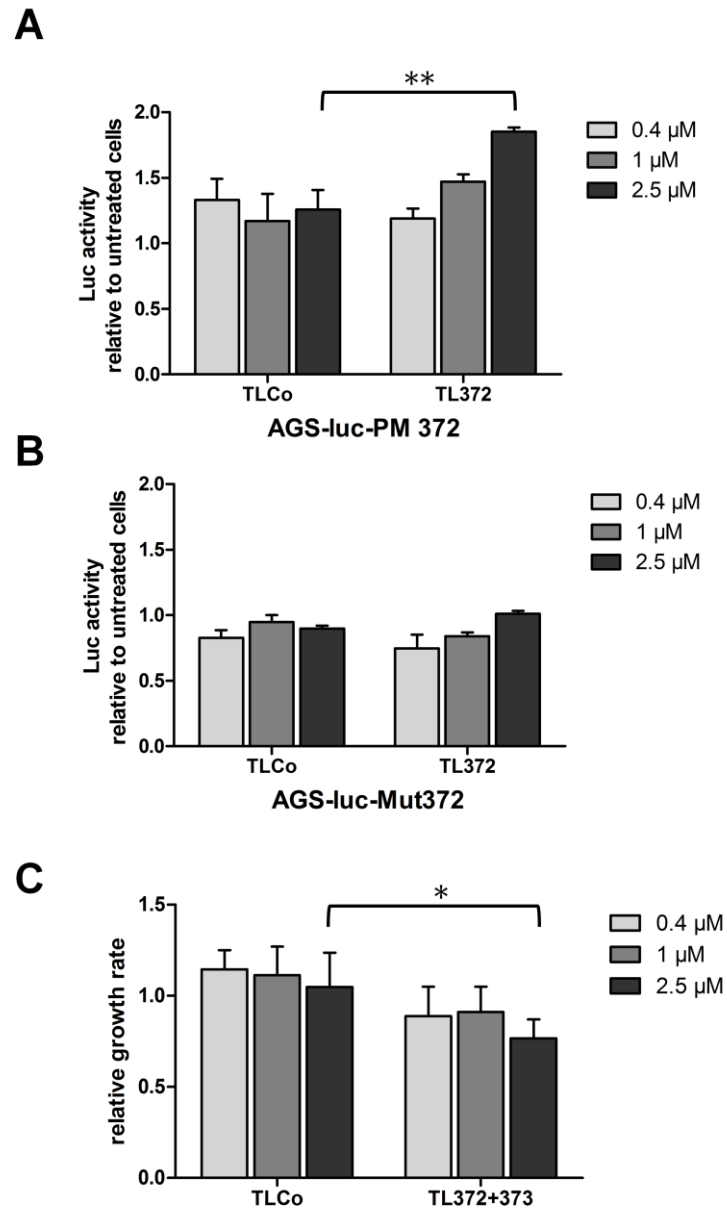 A
**
2.0
1.5
1.0
0.5
0.0
Luc activity
relative to untreated cells
0.4 µM
1 µM
2.5 µM
TLCo
TL372
AGS-luc-PM 372
B
2.0
1.5
1.0
0.5
0.0
Luc activity
relative to untreated cells
0.4 µM
1 µM
2.5 µM
TLCo
TL372
AGS-luc-Mut372
C
*
1.5
1.0
0.5
0.0
relative growth rate
0.4 µM
1 µM
2.5 µM
TLCo
TL372+373